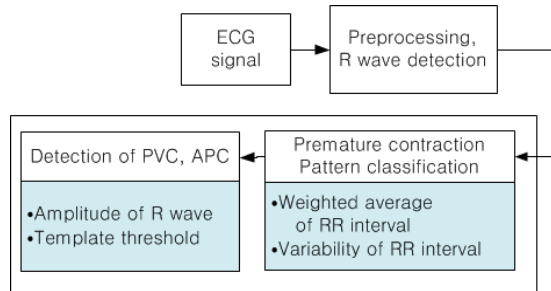 ECG
signal
Preprocessing,
R wave detection
Premature contraction
Pattern classification
•Weighted average
of RR interval
•Variability of RR interval
Detection of PVC, APC
•Amplitude of R wave
•Template threshold